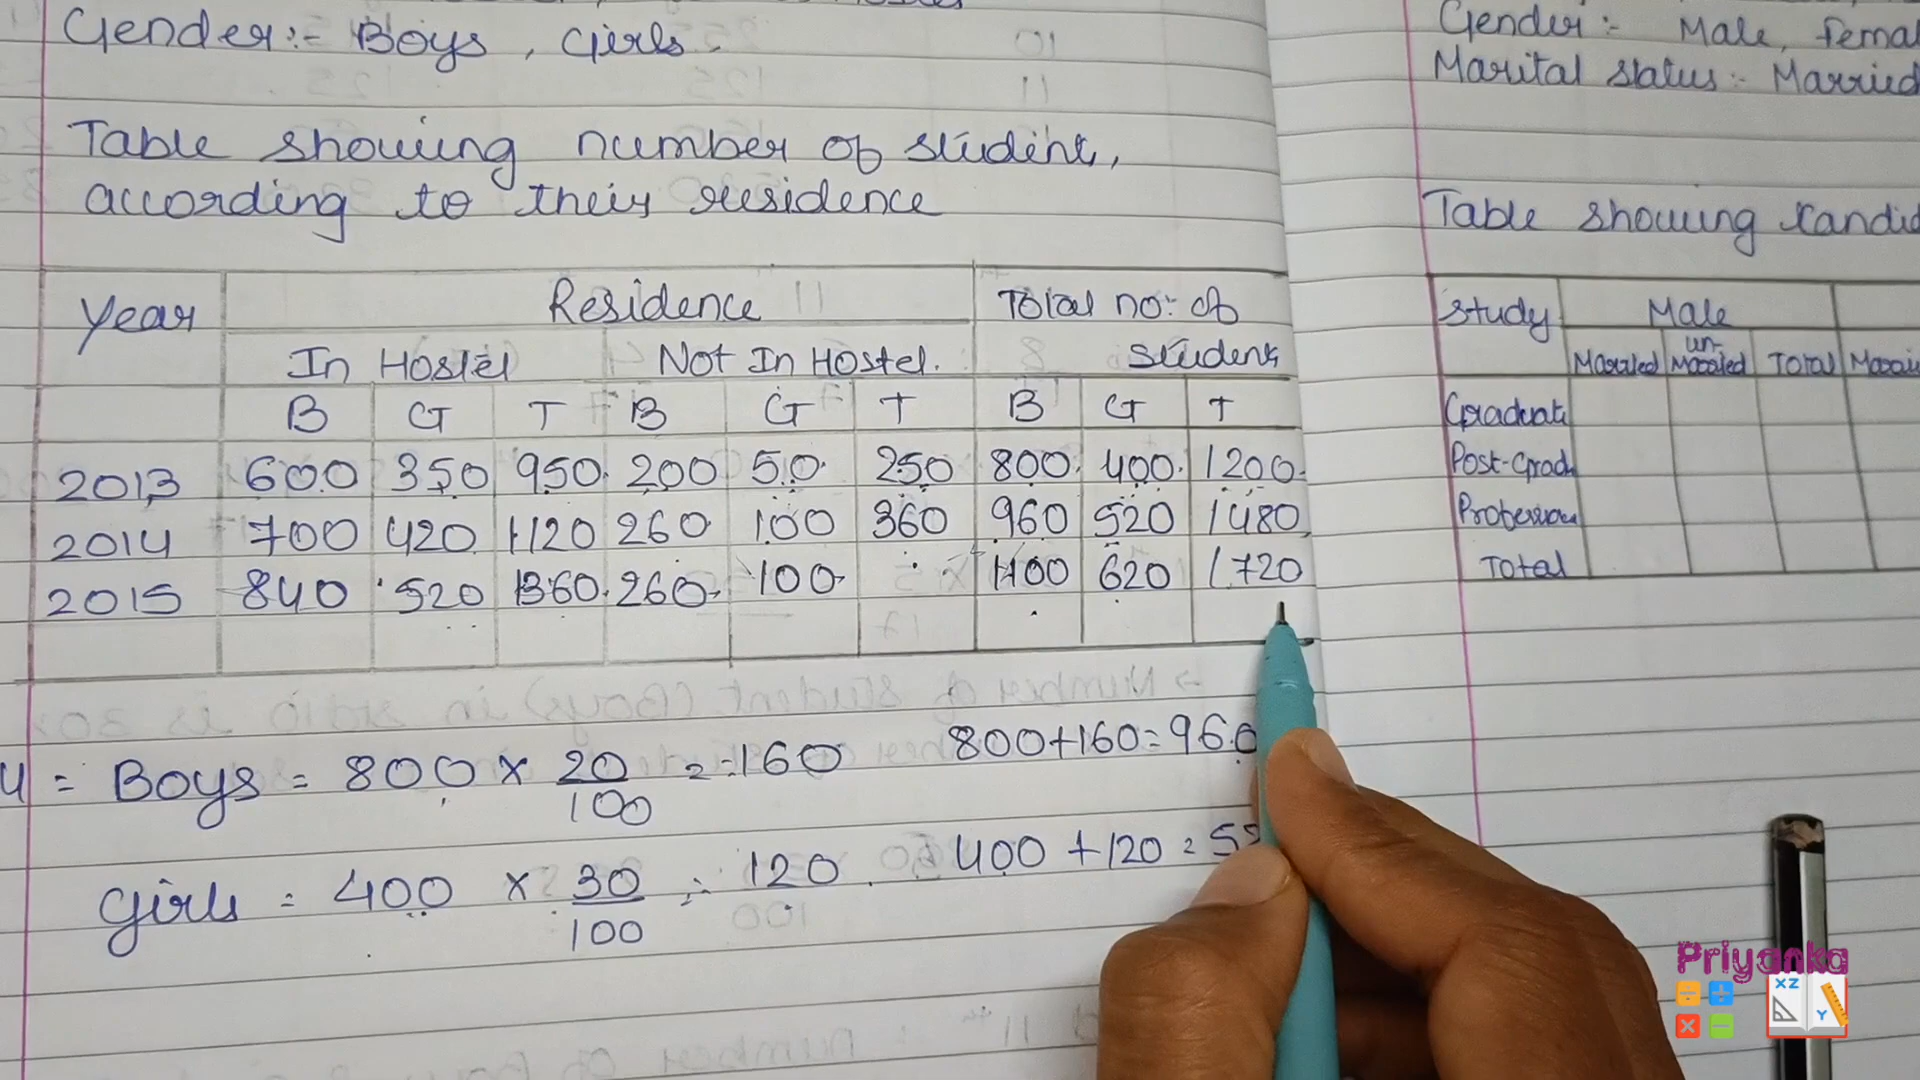 Gender:- Boys, Girls.
Table showing number of student,
according to their residence
Year Residence Total no: of
Students
In Hostel Not In Hostel.
B G T B G T B G T
2013 600 350 950 200 50 250 800 400 1200
2014 700 420 1120 260 100 360 960 520 1480
2015 840 520 1360 260 100 1100 620 1720
4 = Boys = 800 × 20/100 = 160 800+160=960
Girls = 400 × 30/100 = 120 400+120=
Gender:- Male,
Marital status:- Married
Table showing
Study Male
Married un-Married Total
Graduate
Post-Grad
Total
Priyanka
XZ
Y